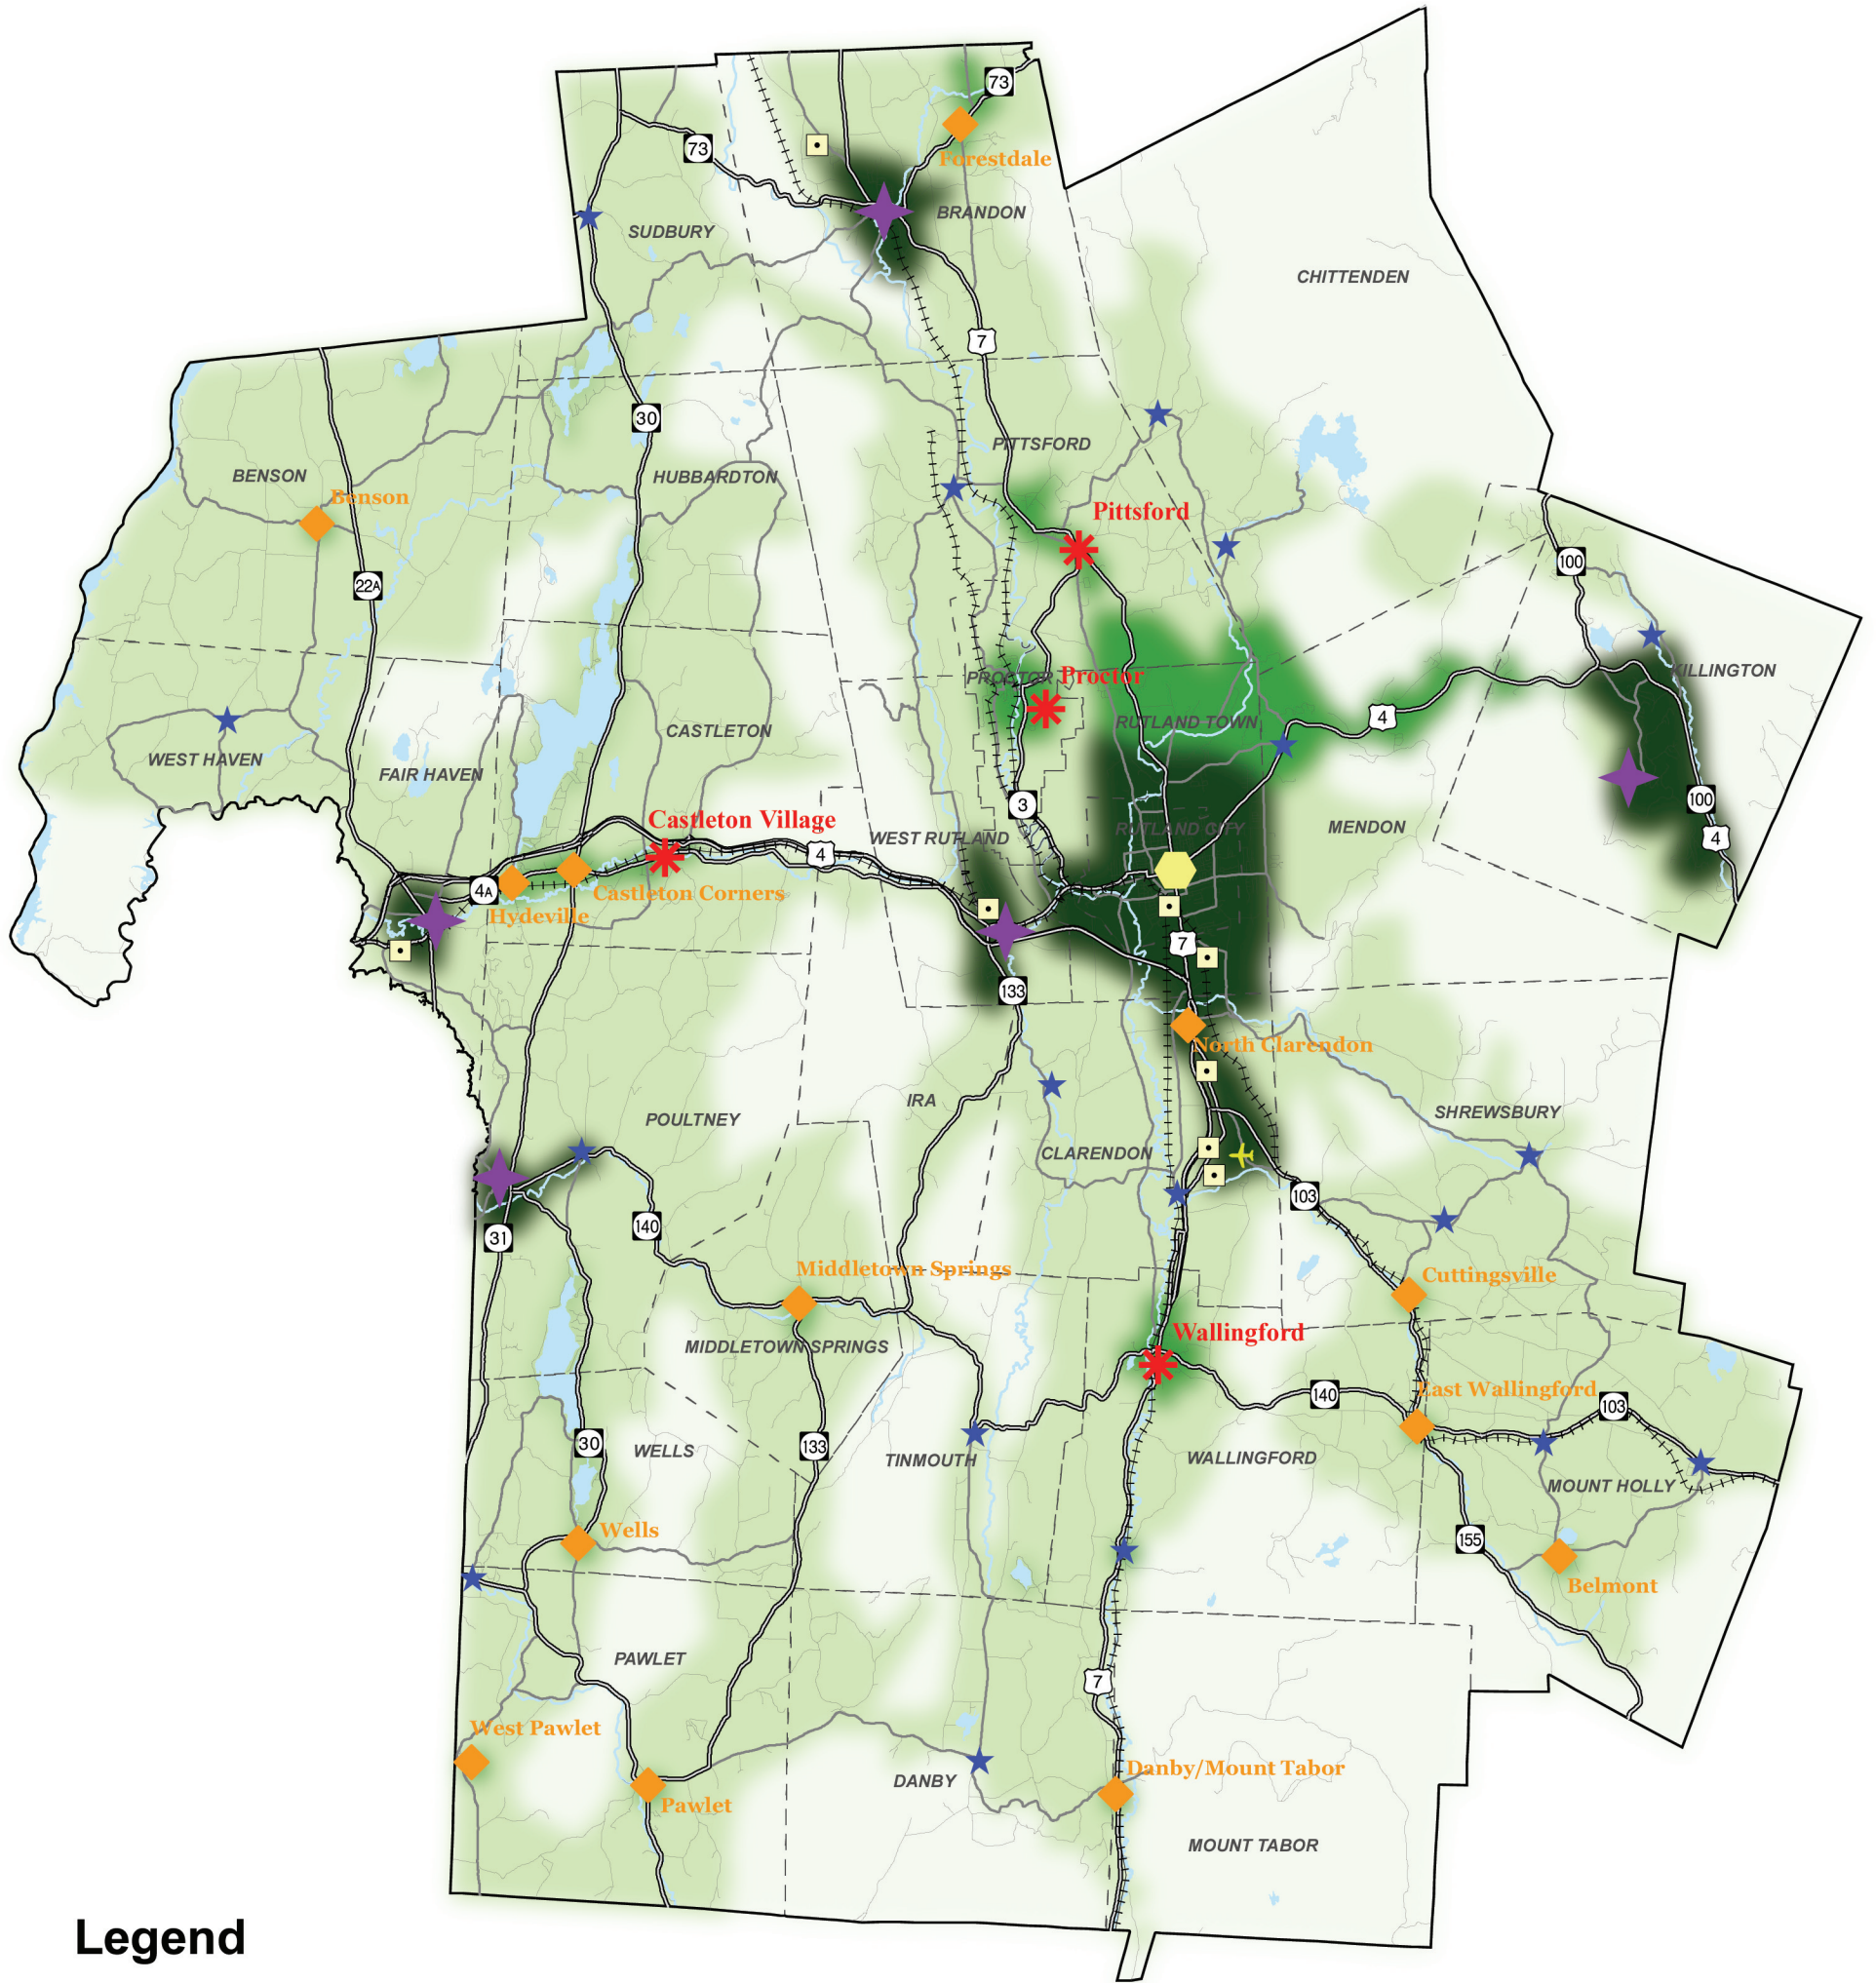 73
Forestdale
73
BRANDON
SUDBURY
CHITTENDEN
7
30
PITTSFORD
BENSON
HUBBARDTON
Benson
Pittsford
100
22A
KILLINGTON
PROCTOR
Proctor
4
RUTLAND TOWN
CASTLETON
WEST HAVEN
FAIR HAVEN
100
3
Castleton Village
RUTLAND CITY
MENDON
WEST RUTLAND
4
4
4A
Castleton Corners
Hydeville
7
133
North Clarendon
IRA
SHREWSBURY
POULTNEY
CLARENDON
103
140
31
Middletown Springs
Cuttingsville
Wallingford
MIDDLETOWN SPRINGS
East Wallingford
140
103
30
133
WELLS
TINMOUTH
WALLINGFORD
MOUNT HOLLY
Wells
155
Belmont
PAWLET
7
West Pawlet
Danby/Mount Tabor
DANBY
Pawlet
MOUNT TABOR
Legend